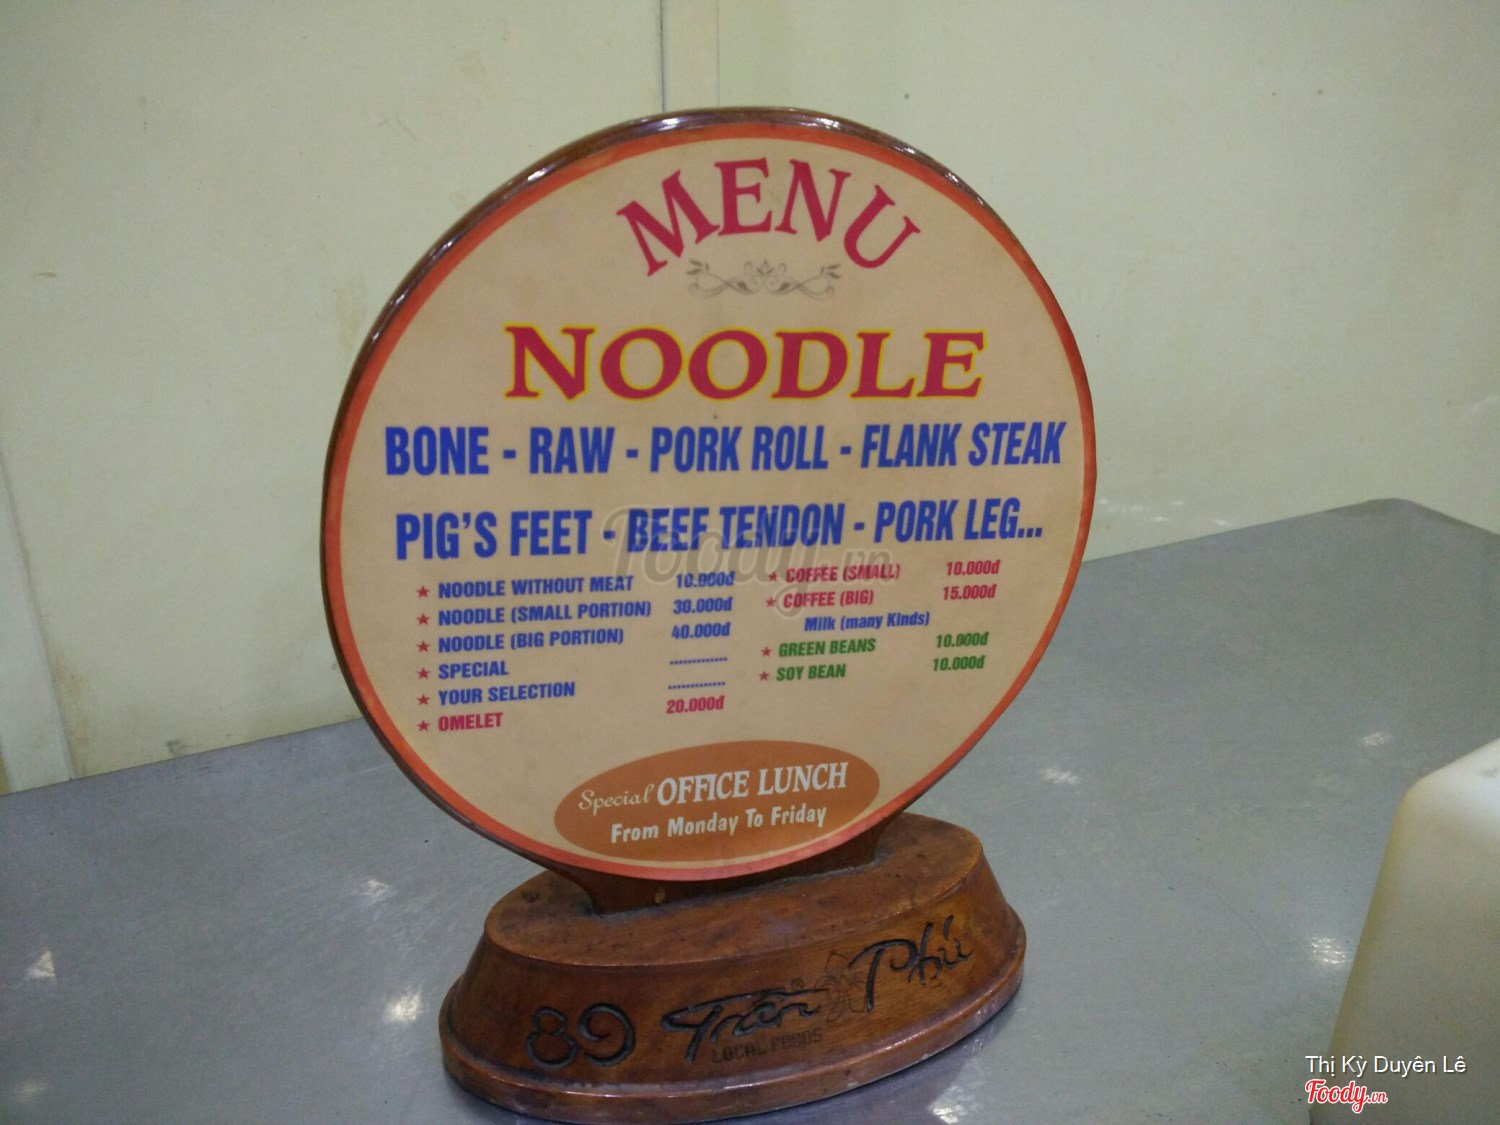 MENU
NOODLE
BONE - RAW - PORK ROLL - FLANK STEAK
PIG'S FEET - BEEF TENDON - PORK LEG...
★ NOODLE WITHOUT MEAT 10.000đ
★ NOODLE (SMALL PORTION) 30.000đ
★ NOODLE (BIG PORTION) 40.000đ
★ SPECIAL .............
★ YOUR SELECTION .............
★ OMELET 20.000đ
★ COFFEE (SMALL) 10.000đ
★ COFFEE (BIG) 15.000đ
Milk (many Kinds)
★ GREEN BEANS 10.000đ
★ SOY BEAN 10.000đ
Special OFFICE LUNCH
From Monday To Friday
89 Trần Phú
LOCAL FOODS
Foody.vn
Thị Kỳ Duyên Lê
Foody.vn